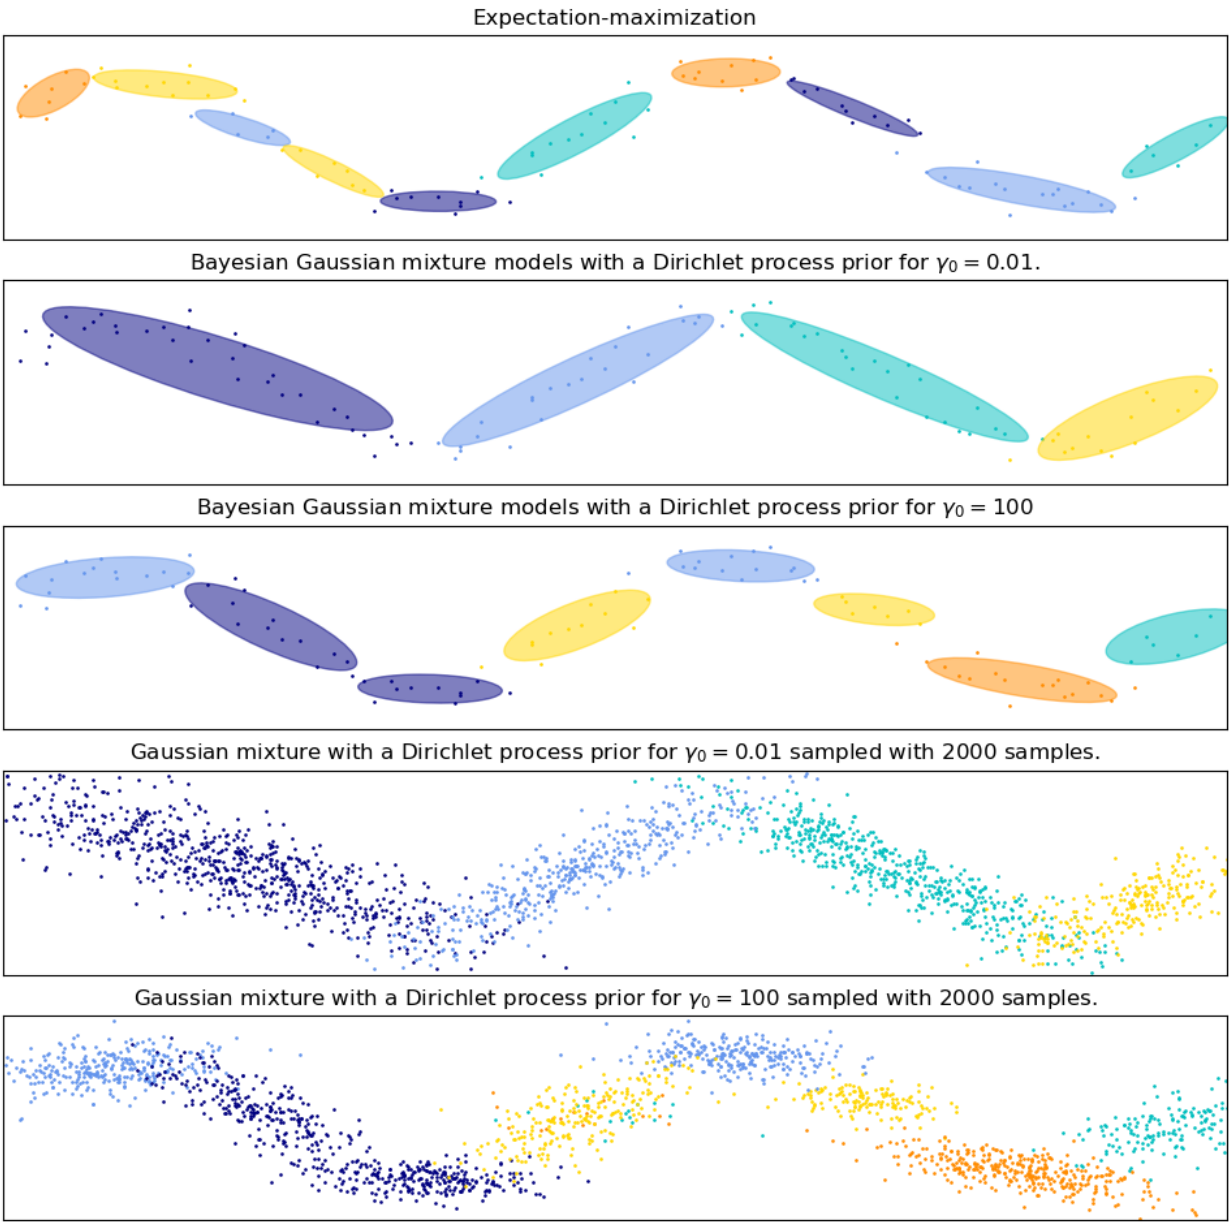 Expectation-maximization
Bayesian Gaussian mixture models with a Dirichlet process prior for γ₀ = 0.01.
Bayesian Gaussian mixture models with a Dirichlet process prior for γ₀ = 100
Gaussian mixture with a Dirichlet process prior for γ₀ = 0.01 sampled with 2000 samples.
Gaussian mixture with a Dirichlet process prior for γ₀ = 100 sampled with 2000 samples.